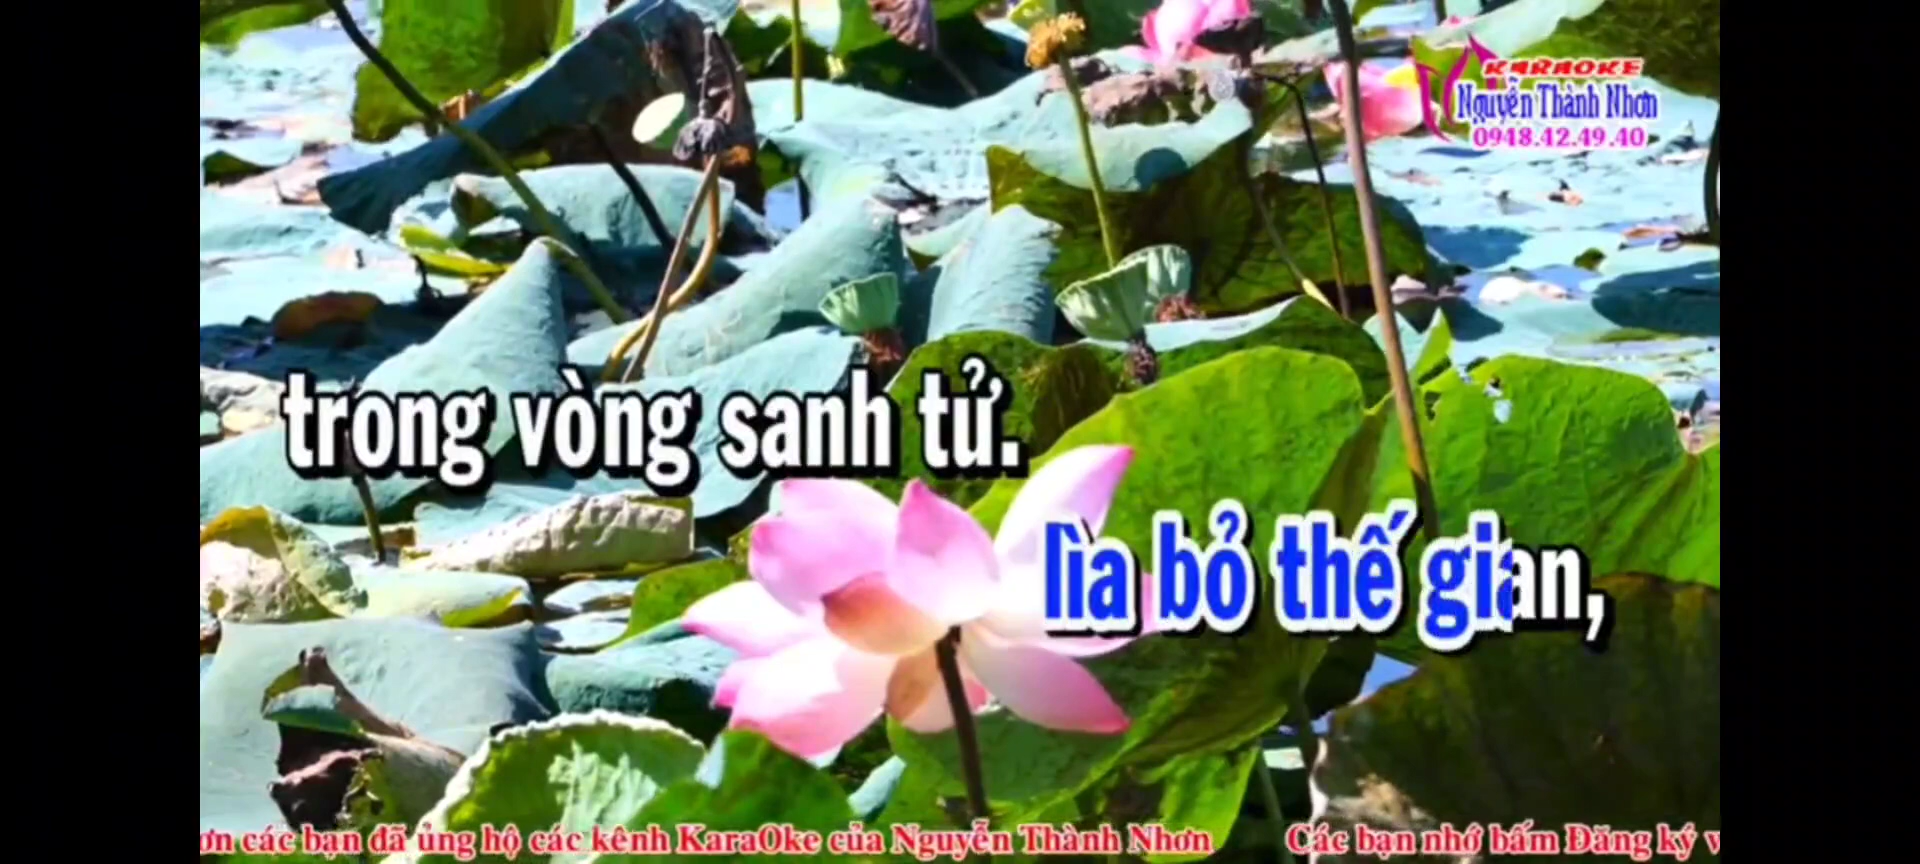 KARAOKE
Nguyễn Thành Nhơn
0948.42.49.40
trong vòng sanh tử.
lìa bỏ thế gian,
ơn các bạn đã ủng hộ các kênh KaraOke của Nguyễn Thành Nhơn Các bạn nhớ bấm Đăng ký v